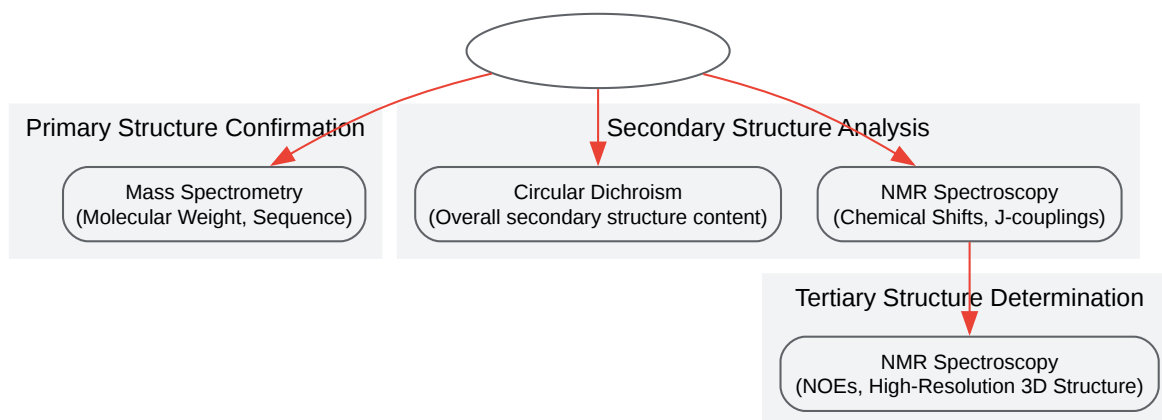 Primary Structure Confirmation
Secondary Structure Analysis
Mass Spectrometry
(Molecular Weight, Sequence)
Circular Dichroism
(Overall secondary structure content)
NMR Spectroscopy
(Chemical Shifts, J-couplings)
Tertiary Structure Determination
NMR Spectroscopy
(NOEs, High-Resolution 3D Structure)